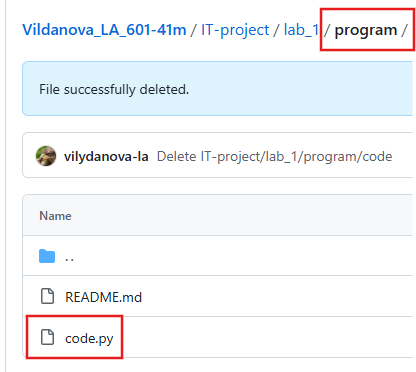 Vildanova_LA_601-41m / IT-project / lab_1 / program /
File successfully deleted.
vilydanova-la Delete IT-project/lab_1/program/code
Name
..
README.md
code.py